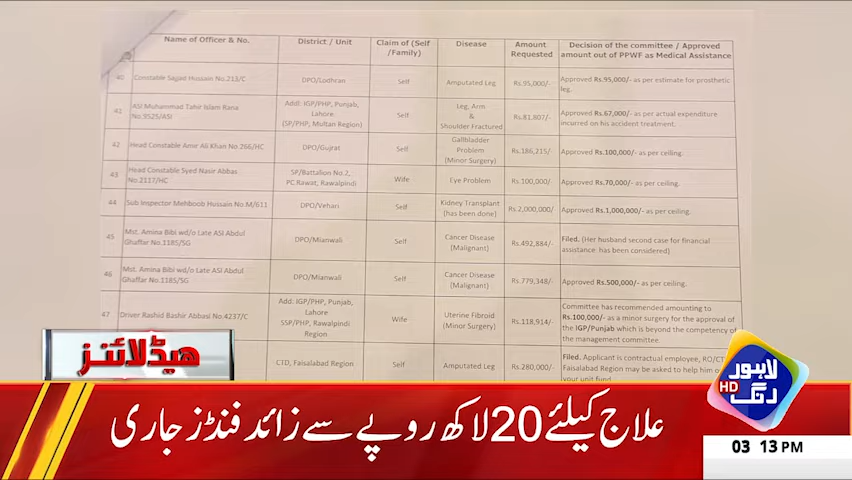 Name of Officer & No. District / Unit Claim of (Self /Family) Disease Amount Requested Decision of the committee / Approved amount out of PPWF as Medical Assistance
40 Constable Sajjad Hussain No.213/C DPO/Lodhran Self Amputated Leg Rs.95,000/- Approved Rs.95,000/- as per estimate for prosthetic leg.
41 ASI Muhammad Tahir Islam Rana No.9525/ASI Addl: IGP/PHP, Punjab, Lahore (SP/PHP, Multan Region) Self Leg, Arm & Shoulder Fractured Rs.81,807/- Approved Rs.67,000/- as per actual expenditure incurred on his accident treatment.
42 Head Constable Amir Ali Khan No.266/HC DPO/Gujrat Self Gallbladder Problem (Minor Surgery) Rs.186,215/- Approved Rs.100,000/- as per ceiling.
43 Head Constable Syed Nasir Abbas No.2117/HC SP/Battalion No.2, PC.Rawat, Rawalpindi Wife Eye Problem Rs.100,000/- Approved Rs.70,000/- as per ceiling.
44 Sub Inspector Mehboob Hussain No.M/611 DPO/Vehari Self Kidney Transplant (has been done) Rs.2,000,000/- Approved Rs.1,000,000/- as per ceiling.
45 Mst. Amina Bibi wd/o Late ASI Abdul Ghaffar No.1185/SG DPO/Mianwali Self Cancer Disease (Malignant) Rs.492,884/- Filed. (Her husband second case for financial assistance has been considered)
46 Mst. Amina Bibi wd/o Late ASI Abdul Ghaffar No.1185/SG DPO/Mianwali Self Cancer Disease (Malignant) Rs.779,348/- Approved Rs.500,000/- as per ceiling.
47 Driver Rashid Bashir Abbasi No.4237/C Add. IGP/PHP, Punjab, Lahore SSP/PHP, Rawalpindi Region Wife Uterine Fibroid (Minor Surgery) Rs.118,914/- Committee has recommended amounting to Rs.100,000/- as a minor surgery for the approval of the IGP/Punjab which is beyond the competency of the management committee.
CTD, Faisalabad Region Self Amputated Leg Rs.280,000/- Filed. Applicant is contractual employee, RO/CT Faisalabad Region may be asked to help him your unit fund
ہیڈلائنز
لاہور
رنگ
HD
علاج کیلئے 20 لاکھ روپے سے زائد فنڈز جاری
03 13 PM